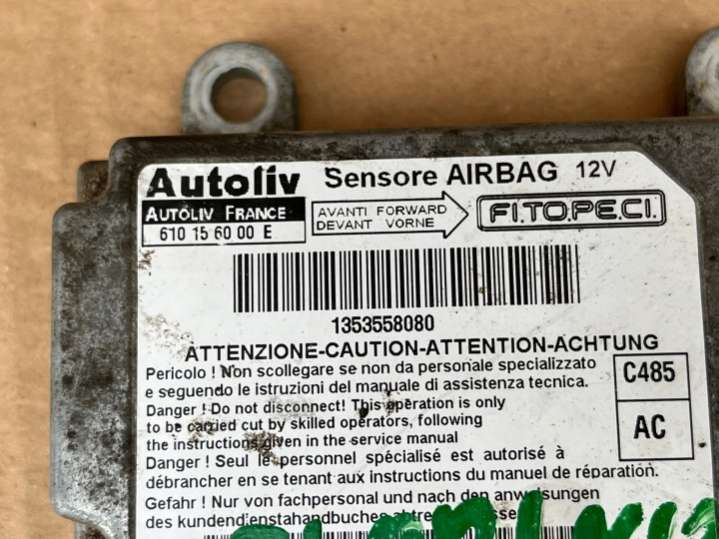 Autoliv Sensore AIRBAG 12V
AUTOLIV FRANCE
610 15 60 00 E
AVANTI FORWARD
DEVANT VORNE
FI.TO.PE.CI.
1353558080
ATTENZIONE-CAUTION-ATTENTION-ACHTUNG
Pericolo ! Non scollegare se non da personale specializzato
e seguendo le istruzioni del manuale di assistenza tecnica.
C485
Danger ! Do not disconnect! This operation is only
to be carried cut by skilled operators, following
the instructions given in the service manual
AC
Danger ! Seul le personnel spécialisé est autorisé à
débrancher en se tenant aux instructions du manuel de réparation.
Gefahr ! Nur von fachpersonal und nach den anweisungen
des kundendienstahandbuches